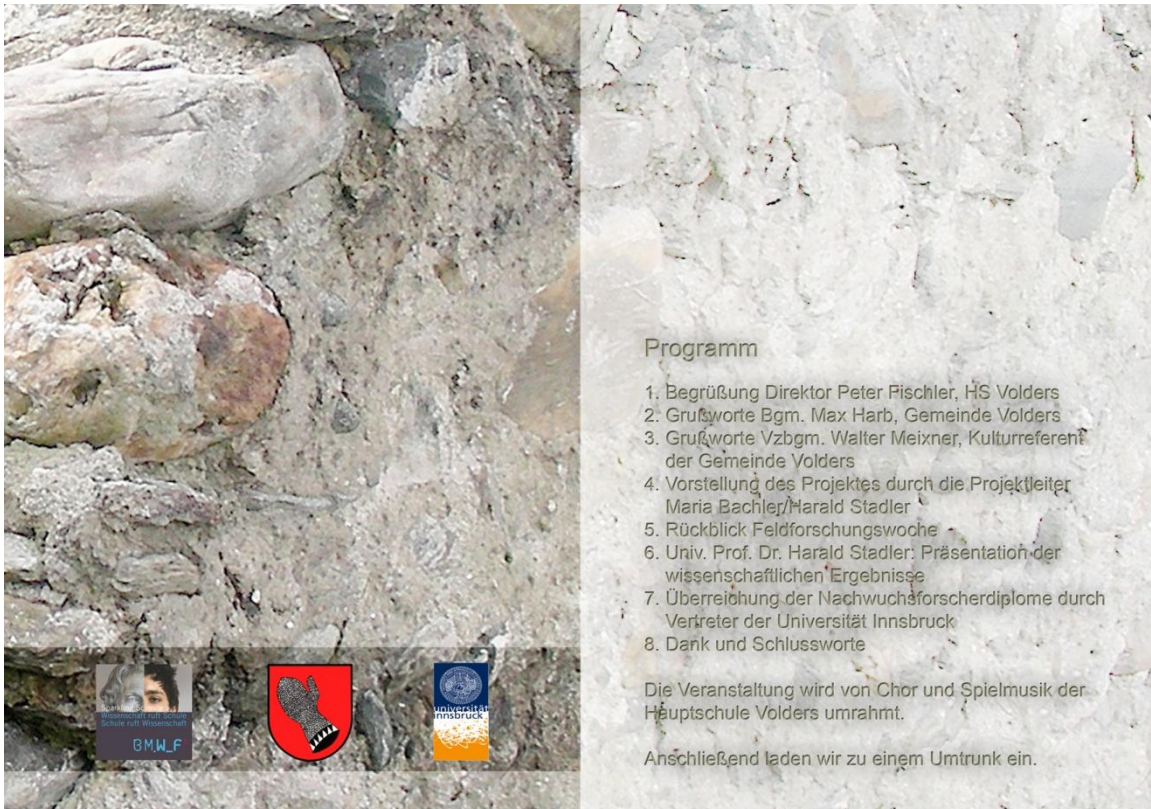 Sparkling Sc
Wissenschaft ruft Schule
Schule ruft Wissenschaft
BM.W_F
universität
innsbruck
Programm
1. Begrüßung Direktor Peter Fischler, HS Volders
2. Grußworte Bgm. Max Harb, Gemeinde Volders
3. Grußworte Vzbgm. Walter Meixner, Kulturreferent
der Gemeinde Volders
4. Vorstellung des Projektes durch die Projektleiter
Maria Bachler/Harald Stadler
5. Rückblick Feldforschungswoche
6. Univ. Prof. Dr. Harald Stadler: Präsentation der
wissenschaftlichen Ergebnisse
7. Überreichung der Nachwuchsforscherdiplome durch
Vertreter der Universität Innsbruck
8. Dank und Schlussworte
Die Veranstaltung wird von Chor und Spielmusik der
Hauptschule Volders umrahmt.
Anschließend laden wir zu einem Umtrunk ein.